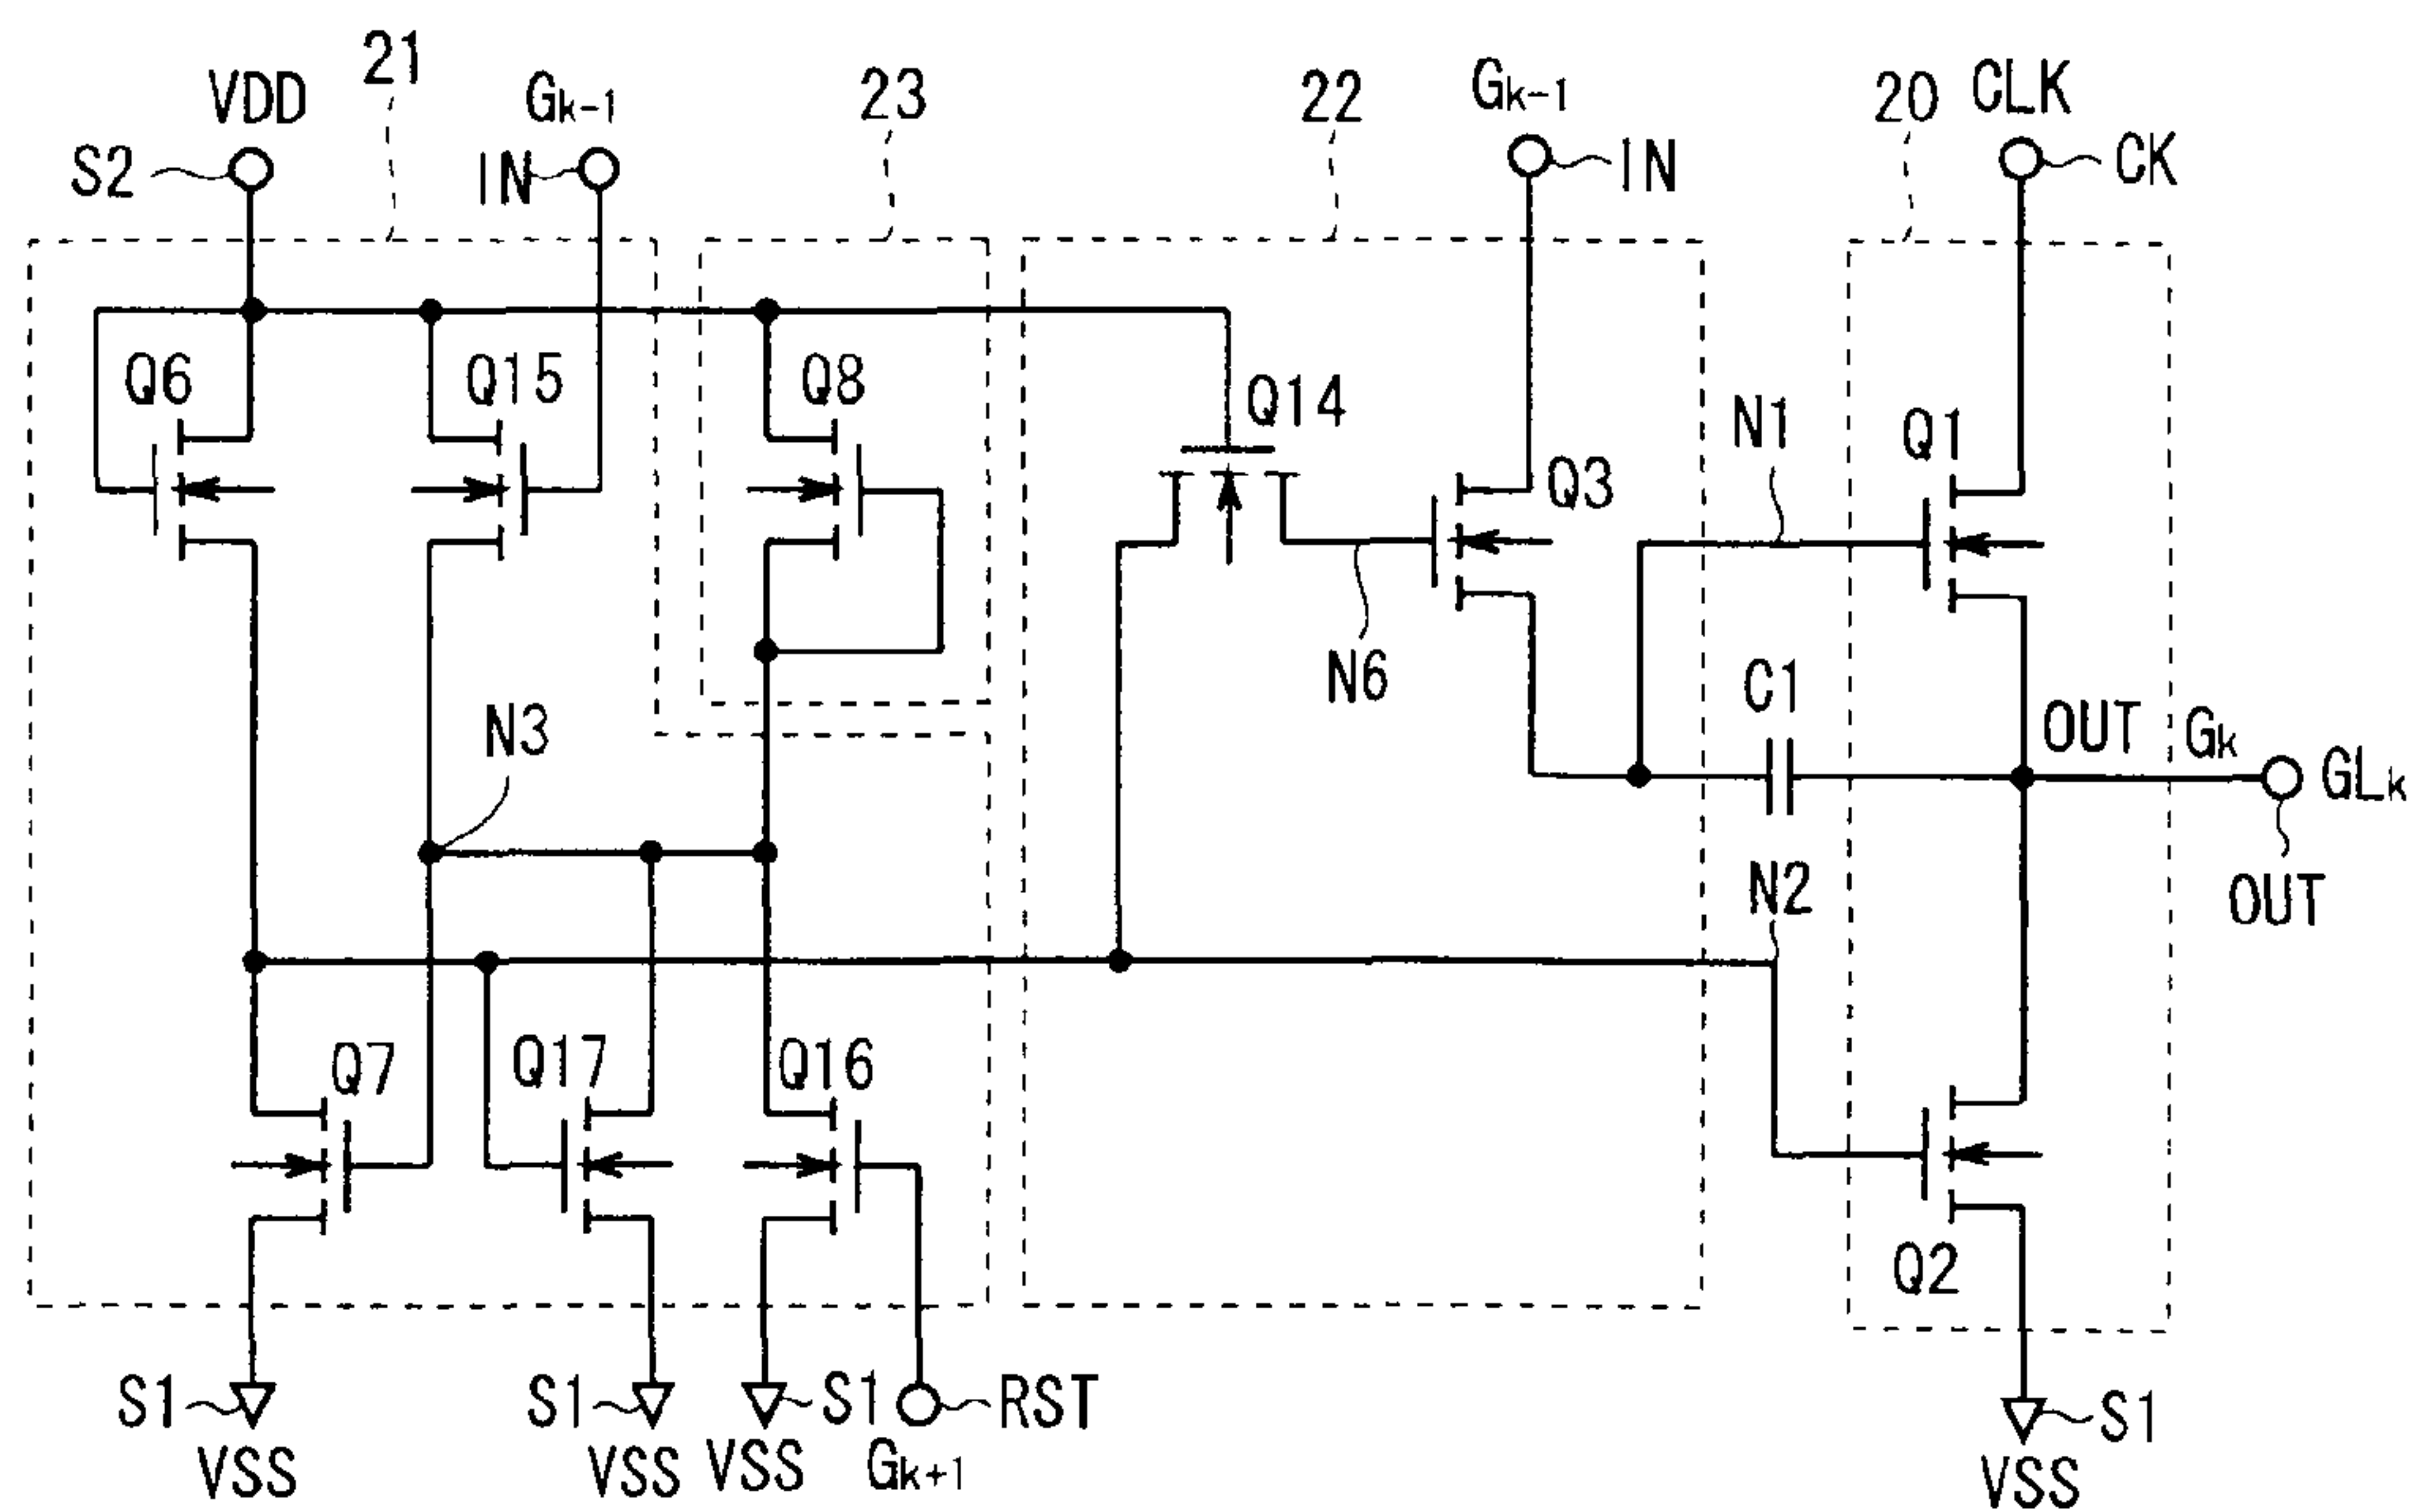 21
VDD
Gk-1
23
22
Gk-1
20
CLK
S2
IN
IN
CK
Q6
Q15
Q8
Q14
Q3
N1
Q1
N6
C1
N3
OUT
Gk
GLk
N2
OUT
Q7
Q17
Q16
Q2
S1
S1
S1
RST
S1
VSS
VSS
VSS
Gk+1
VSS